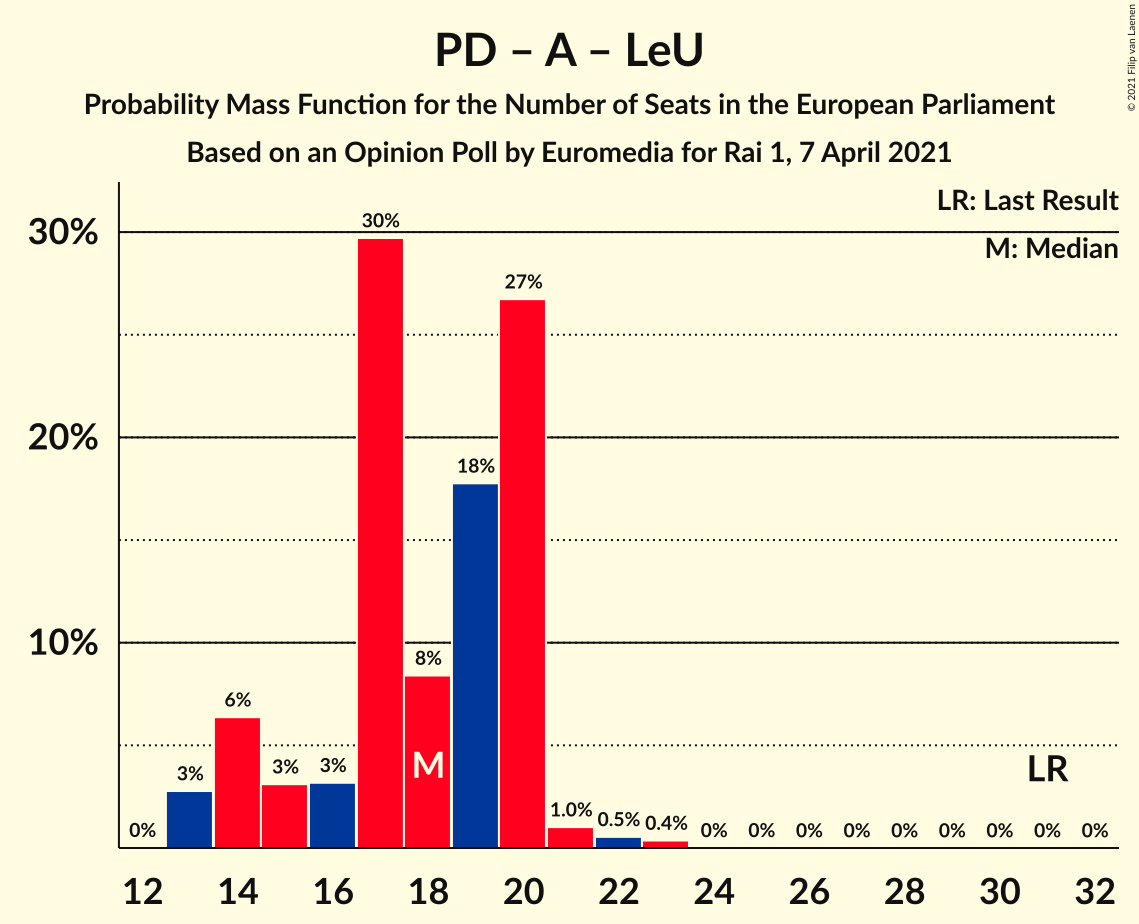 PD – A – LeU
Probability Mass Function for the Number of Seats in the European Parliament
Based on an Opinion Poll by Euromedia for Rai 1, 7 April 2021
© 2021 Filip van Laenen
LR: Last Result
M: Median
30%
20%
10%
0%
3%
6%
3%
3%
30%
8%
18%
27%
1.0%
0.5%
0.4%
0%
0%
0%
0%
0%
0%
0%
0%
0%
M
LR
12 14 16 18 20 22 24 26 28 30 32